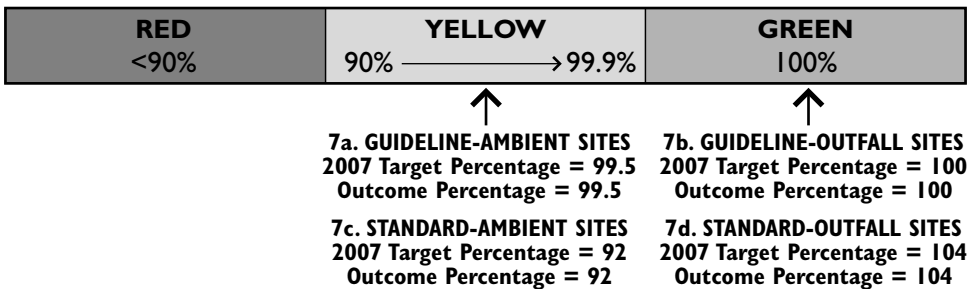 RED
<90%
YELLOW
90% → 99.9%
GREEN
100%
7a. GUIDELINE-AMBIENT SITES
2007 Target Percentage = 99.5
Outcome Percentage = 99.5
7c. STANDARD-AMBIENT SITES
2007 Target Percentage = 92
Outcome Percentage = 92
7b. GUIDELINE-OUTFALL SITES
2007 Target Percentage = 100
Outcome Percentage = 100
7d. STANDARD-OUTFALL SITES
2007 Target Percentage = 104
Outcome Percentage = 104